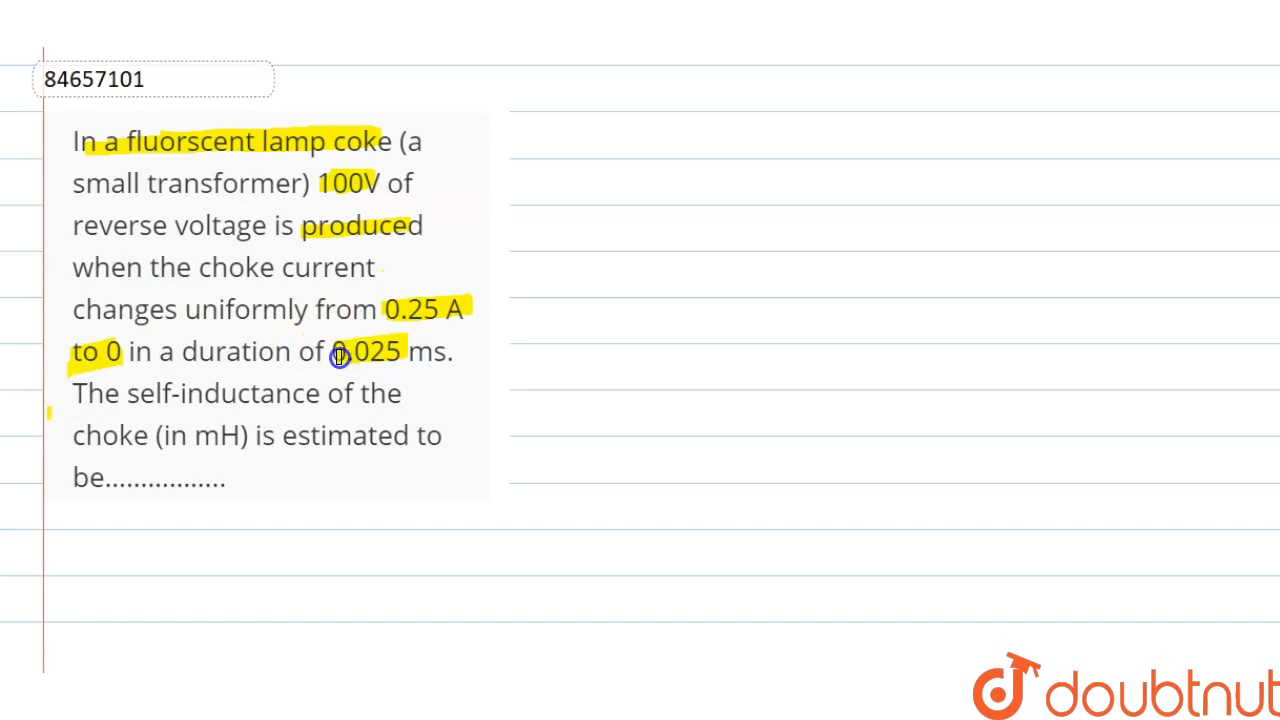 84657101
In a fluorscent lamp coke (a
small transformer) 100V of
reverse voltage is produced
when the choke current
changes uniformly from 0.25 A
to 0 in a duration of 0.025 ms.
The self-inductance of the
choke (in mH) is estimated to
be.................
doubtnut